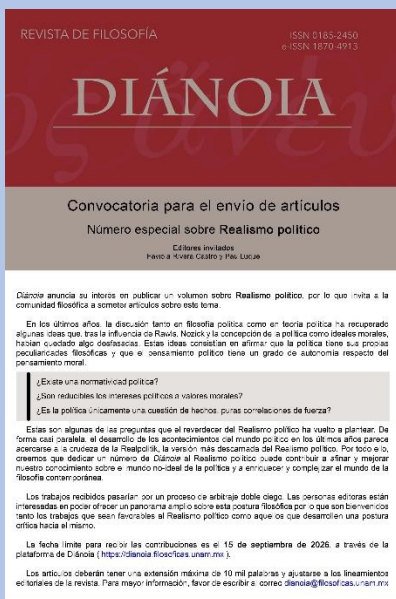 REVISTA DE FILOSOFÍA
ISSN 0185-2450
e-ISSN 1870-4913
DIÁNOIA
Convocatoria para el envío de artículos
Número especial sobre Realismo político
Editores invitados
Faviola Rivera Castro y Pau Luque
Diánoia anuncia su interés en publicar un volumen sobre Realismo político, por lo que invita a la
comunidad filosófica a someter artículos sobre este tema.
En los últimos años, la discusión tanto en filosofía política como en teoría política ha recuperado
algunas ideas que, tras la influencia de Rawls, Nozick y la concepción de la política como ideales morales,
habían quedado algo desfasadas. Estas ideas consisten en afirmar que la política tiene sus propias
peculiaridades filosóficas y que el pensamiento político tiene un grado de autonomía respecto del
pensamiento moral.
¿Existe una normatividad política?
¿Son reducibles los intereses políticos a valores morales?
¿Es la política únicamente una cuestión de hechos, puras correlaciones de fuerza?
Estas son algunas de las preguntas que el reverdecer del Realismo político ha vuelto a plantear. De
forma casi paralela, el desarrollo de los acontecimientos del mundo político en los últimos años parece
acercarse a la crudeza de la Realpolitik, la versión más descarnada del Realismo político. Por todo ello,
creemos que dedicar un número de Diánoia al Realismo político puede contribuir a afinar y mejorar
nuestro conocimiento sobre el mundo no-ideal de la política y a enriquecer y complejizar el mundo de la
filosofía contemporánea.
Los trabajos recibidos pasarían por un proceso de arbitraje doble ciego. Las personas editoras están
interesadas en poder ofrecer un panorama amplio sobre esta postura filosófica por lo que son bienvenidos
tanto los trabajos que sean favorables al Realismo político como aquellos que desarrollen una postura
crítica hacia el mismo.
La fecha límite para recibir las contribuciones es el 15 de septiembre de 2026, a través de la
plataforma de Diánoia ( https://dianoia.filosoficas.unam.mx ).
Los artículos deberán tener una extensión máxima de 10 mil palabras y ajustarse a los lineamientos
editoriales de la revista. Para mayor información, favor de escribir al correo dianoia@filosoficas.unam.mx